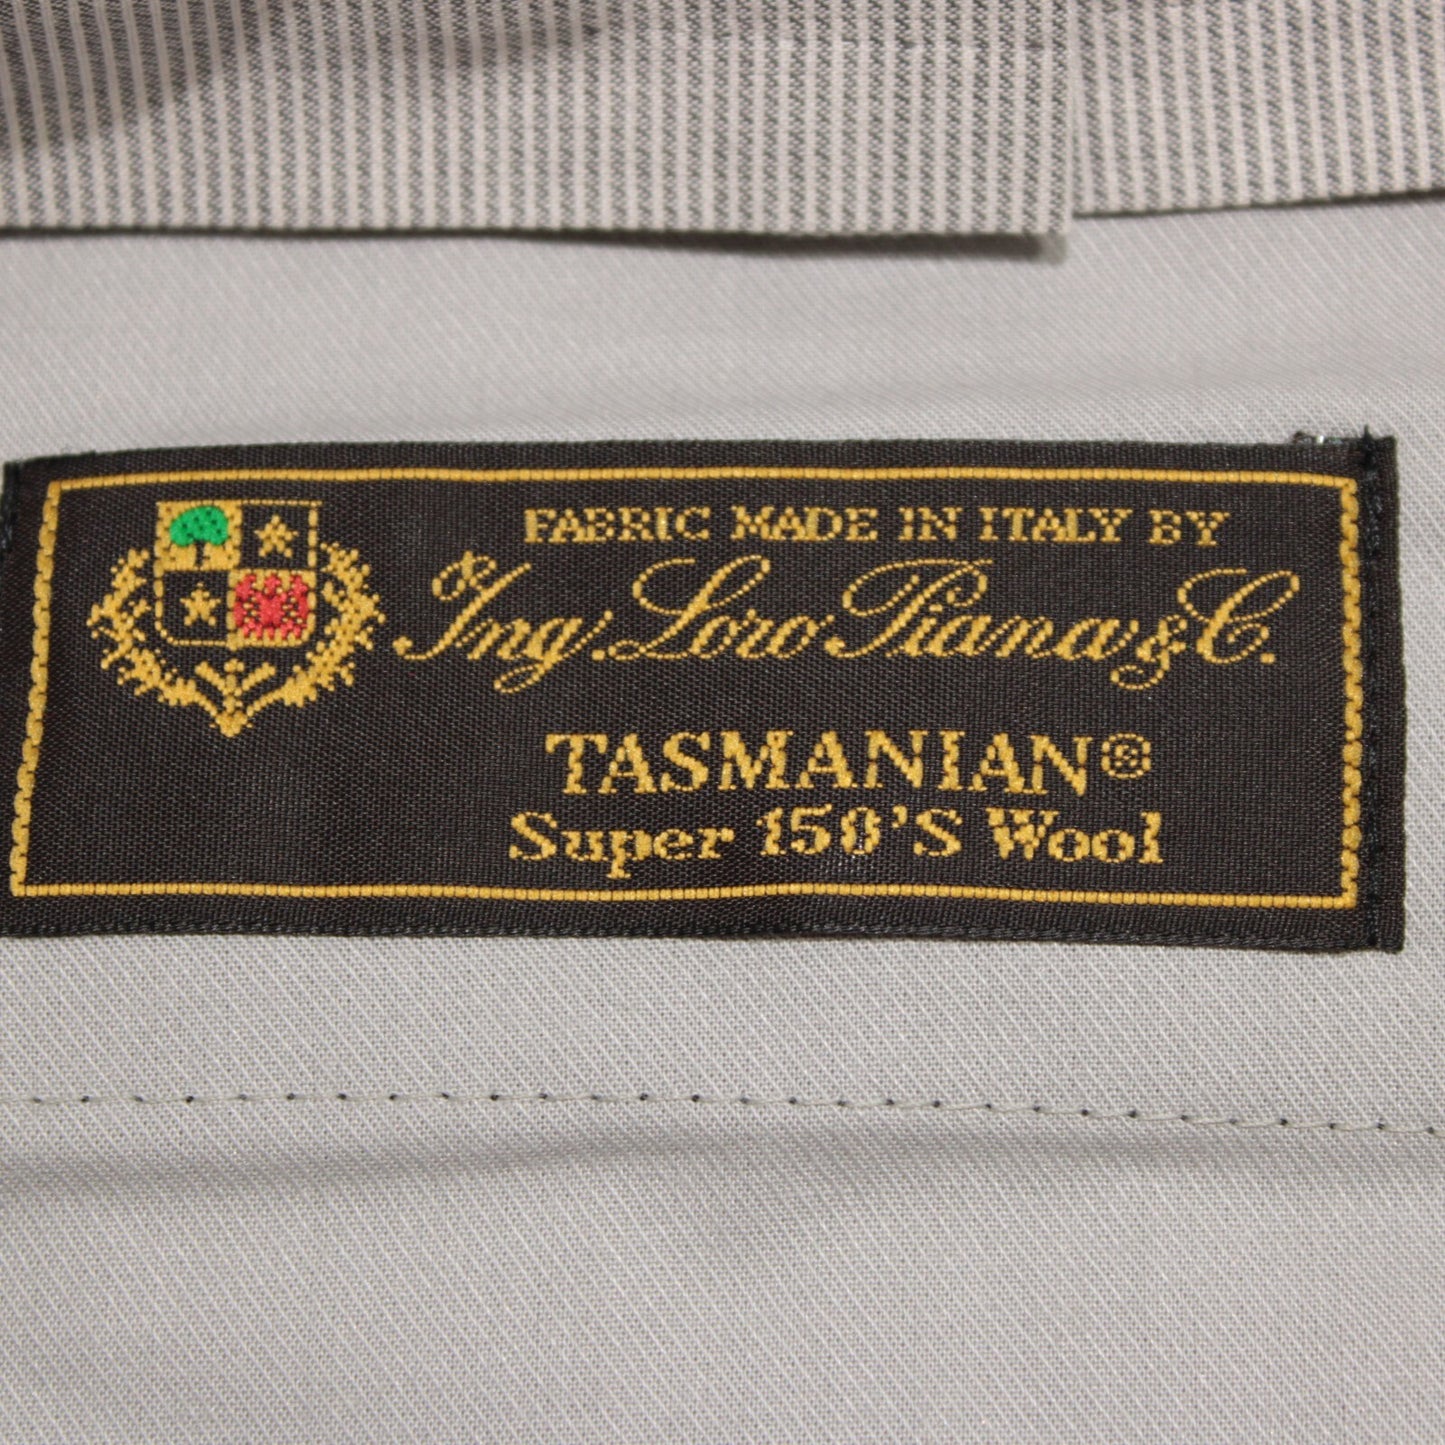 FABRIC MADE IN ITALY BY
Ing. Loro Piana & C.
TASMANIAN®
Super 150'S Wool